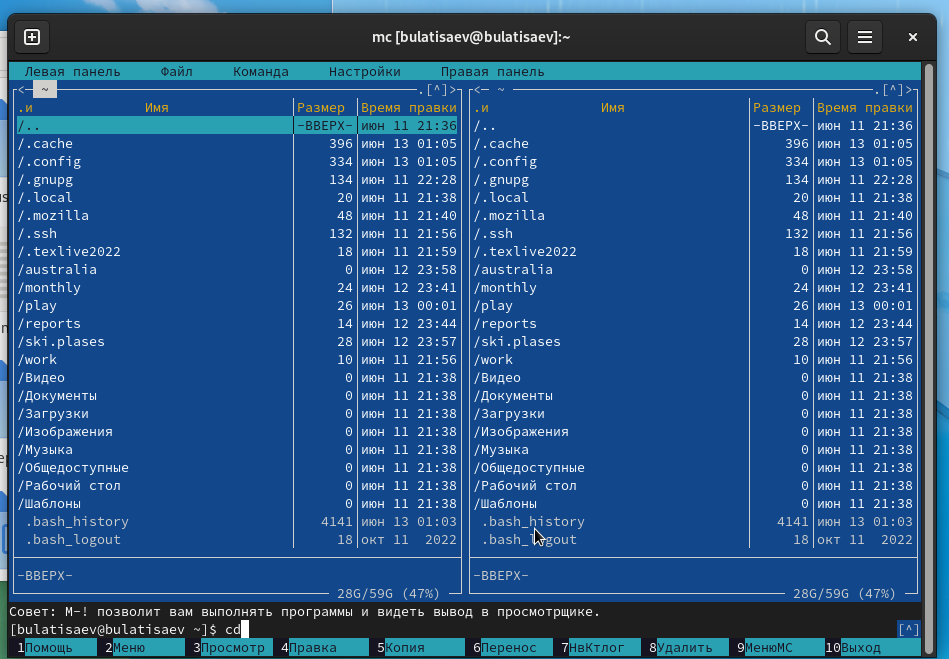 mc [bulatisaev@bulatisaev]:~
Левая панель Файл Команда Настройки Правая панель
<─ ~ ─.[^]> <─ ~ ─.[^]>
.и Имя Размер Время правки .и Имя Размер Время правки
/.. -ВВЕРХ- июн 11 21:36 /.. -ВВЕРХ- июн 11 21:36
/.cache 396 июн 13 01:05 /.cache 396 июн 13 01:05
/.config 334 июн 13 01:05 /.config 334 июн 13 01:05
/.gnupg 134 июн 11 22:28 /.gnupg 134 июн 11 22:28
/.local 20 июн 11 21:38 /.local 20 июн 11 21:38
/.mozilla 48 июн 11 21:40 /.mozilla 48 июн 11 21:40
/.ssh 132 июн 11 21:56 /.ssh 132 июн 11 21:56
/.texlive2022 18 июн 11 21:59 /.texlive2022 18 июн 11 21:59
/australia 0 июн 12 23:58 /australia 0 июн 12 23:58
/monthly 24 июн 12 23:41 /monthly 24 июн 12 23:41
/play 26 июн 13 00:01 /play 26 июн 13 00:01
/reports 14 июн 12 23:44 /reports 14 июн 12 23:44
/ski.plases 28 июн 12 23:57 /ski.plases 28 июн 12 23:57
/work 10 июн 11 21:56 /work 10 июн 11 21:56
/Видео 0 июн 11 21:38 /Видео 0 июн 11 21:38
/Документы 0 июн 11 21:38 /Документы 0 июн 11 21:38
/Загрузки 0 июн 11 21:38 /Загрузки 0 июн 11 21:38
/Изображения 0 июн 11 21:38 /Изображения 0 июн 11 21:38
/Музыка 0 июн 11 21:38 /Музыка 0 июн 11 21:38
/Общедоступные 0 июн 11 21:38 /Общедоступные 0 июн 11 21:38
/Рабочий стол 0 июн 11 21:38 /Рабочий стол 0 июн 11 21:38
/Шаблоны 0 июн 11 21:38 /Шаблоны 0 июн 11 21:38
.bash_history 4141 июн 13 01:03 .bash_history 4141 июн 13 01:03
.bash_logout 18 окт 11 2022 .bash_logout 18 окт 11 2022
-ВВЕРХ- -ВВЕРХ-
28G/59G (47%) 28G/59G (47%)
Совет: M-! позволит вам выполнять программы и видеть вывод в просмотрщике.
[bulatisaev@bulatisaev ~]$ cd [^]
1Помощь 2Меню 3Просмотр 4Правка 5Копия 6Перенос 7НвКтлог 8Удалить 9МенюМС 10Выход